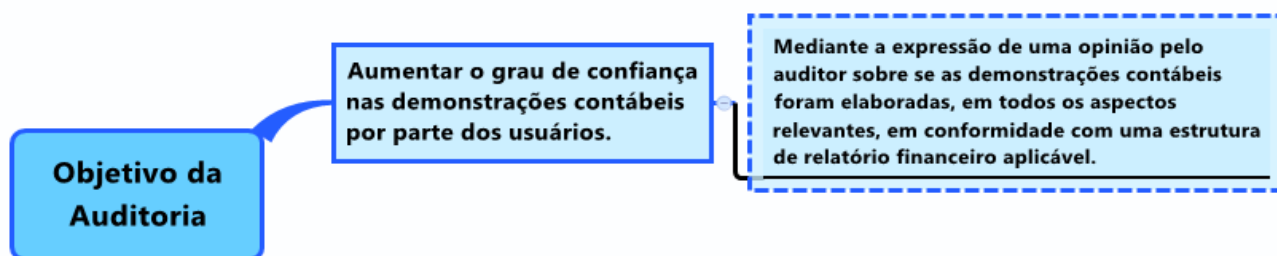 Objetivo da
Auditoria
Aumentar o grau de confiança
nas demonstrações contábeis
por parte dos usuários.
Mediante a expressão de uma opinião pelo
auditor sobre se as demonstrações contábeis
foram elaboradas, em todos os aspectos
relevantes, em conformidade com uma estrutura
de relatório financeiro aplicável.